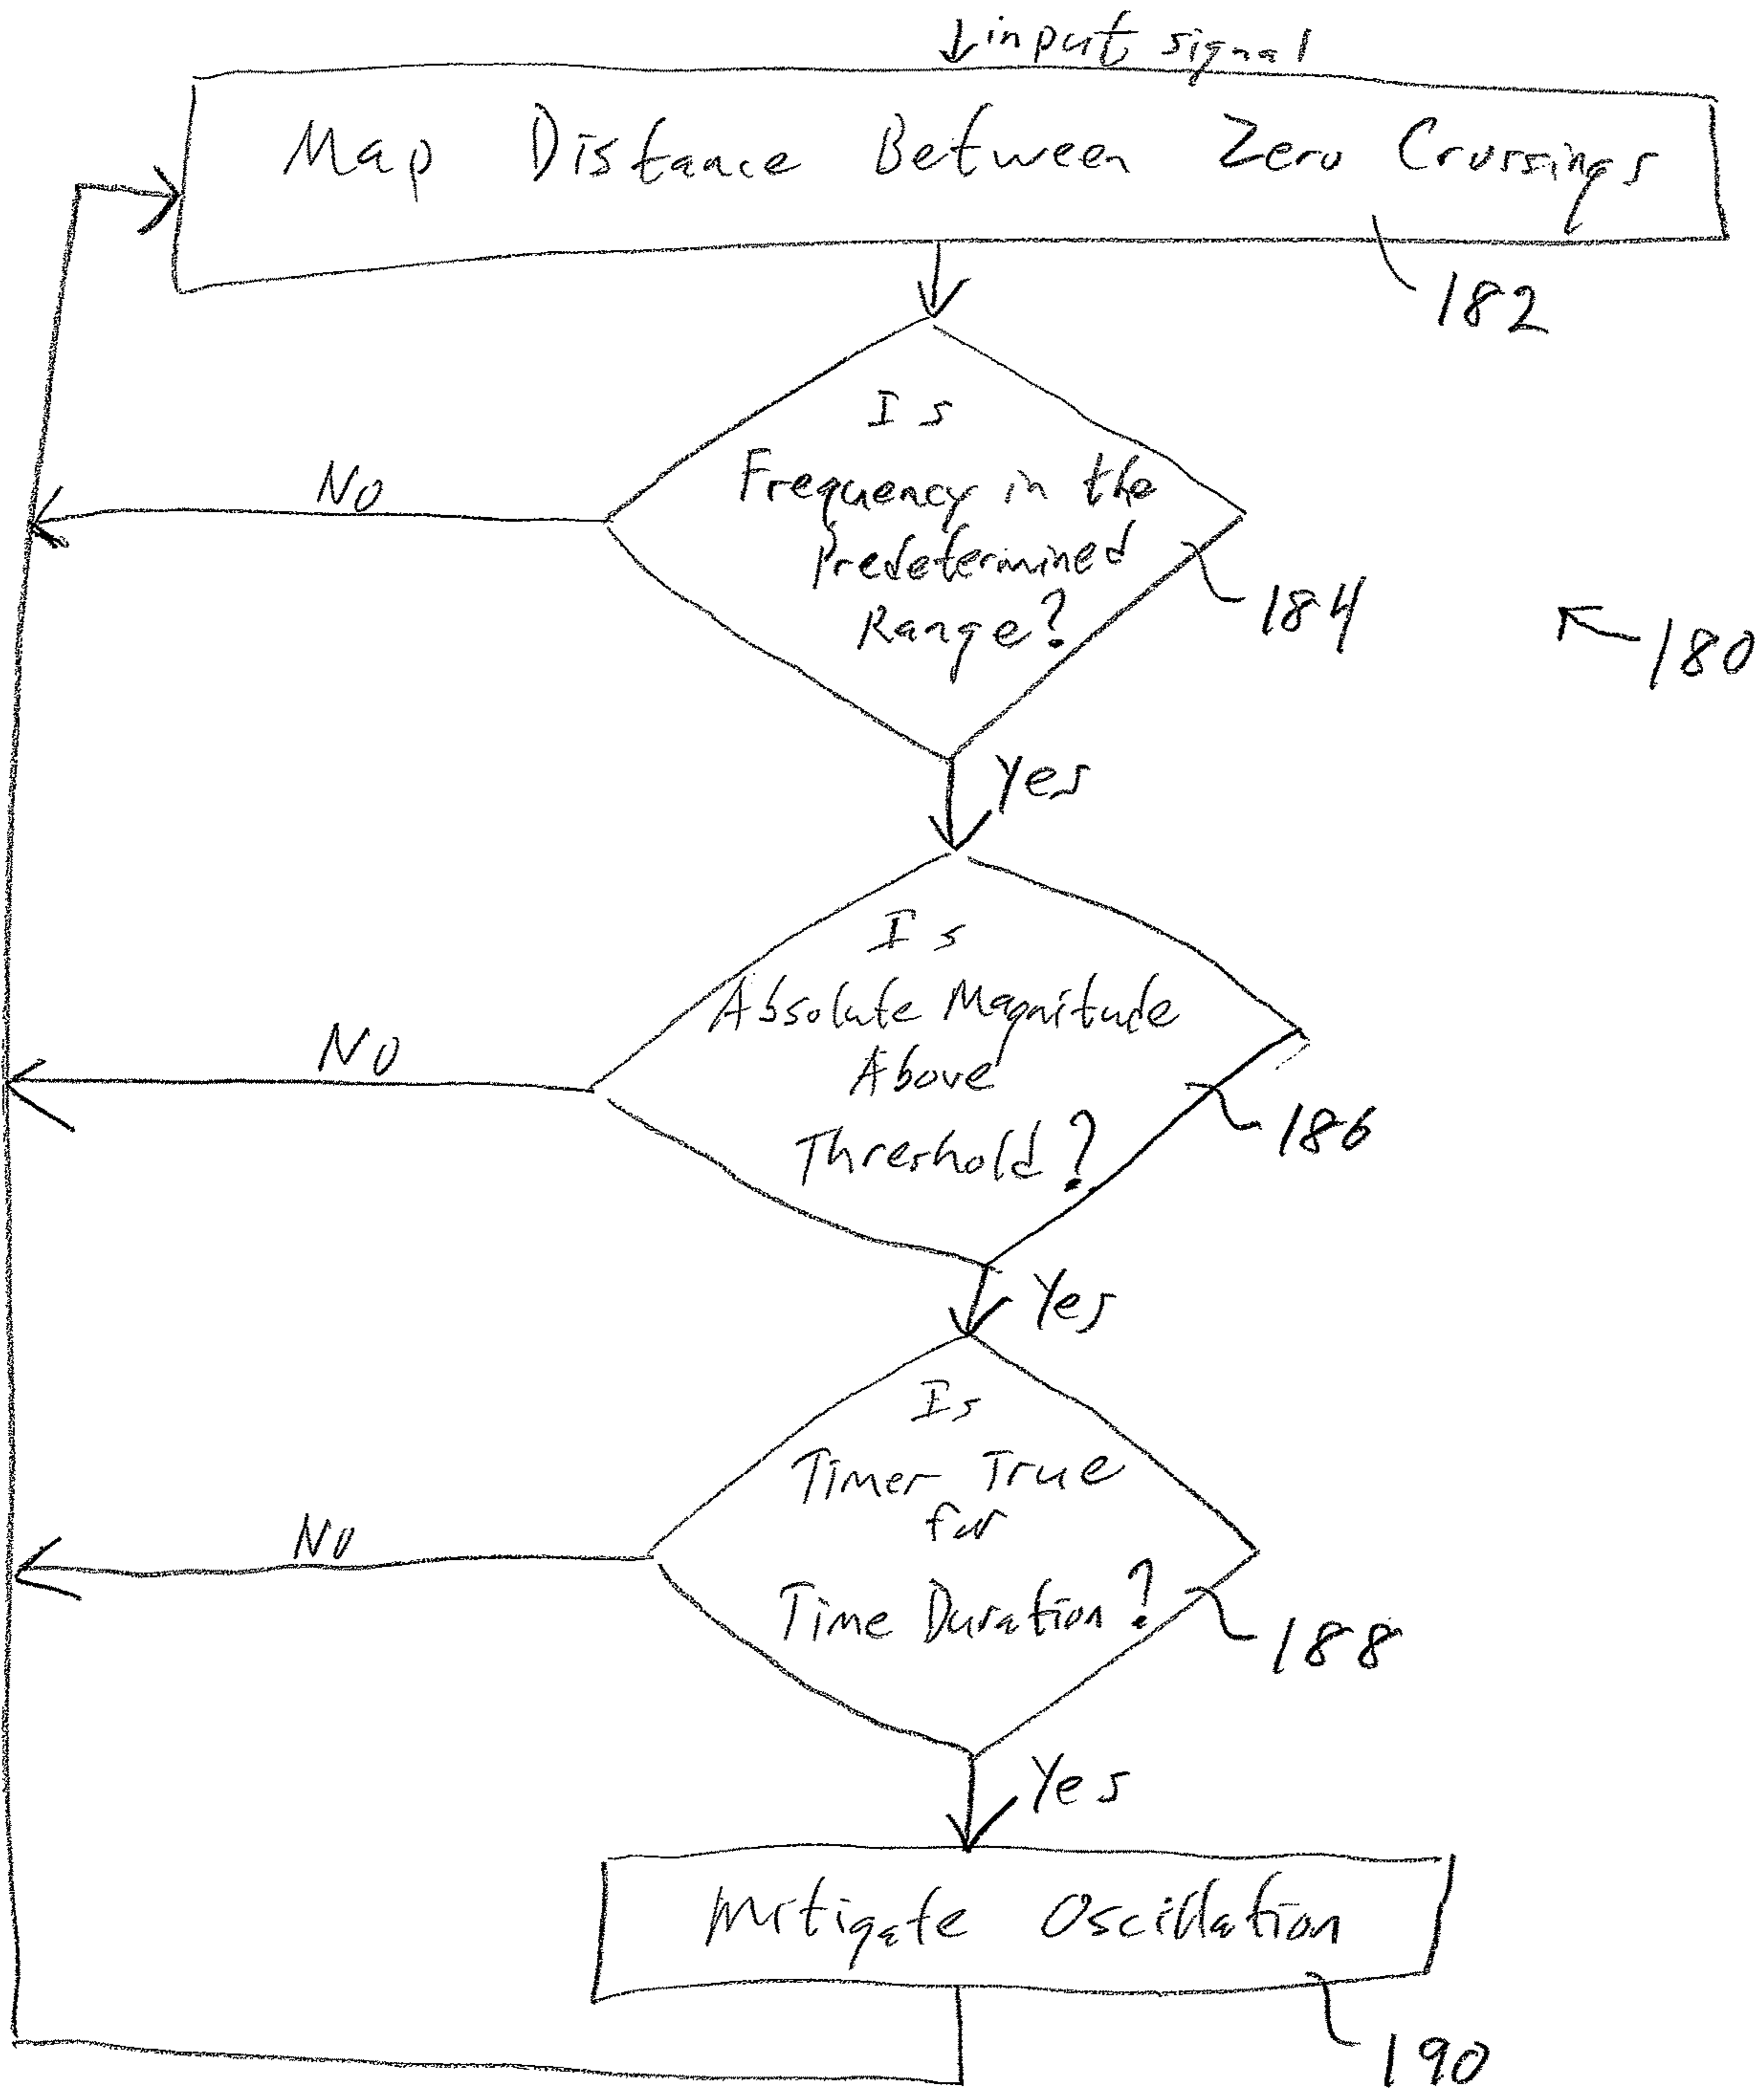 input signal
Map Distance Between Zero Crossings
182
Is
Frequency in the
Predetermined
Range?
184
180
No
Yes
Is
Absolute Magnitude
Above
Threshold?
186
No
Yes
Is
Timer True
for
Time Duration?
188
No
Yes
Mitigate Oscillation
190